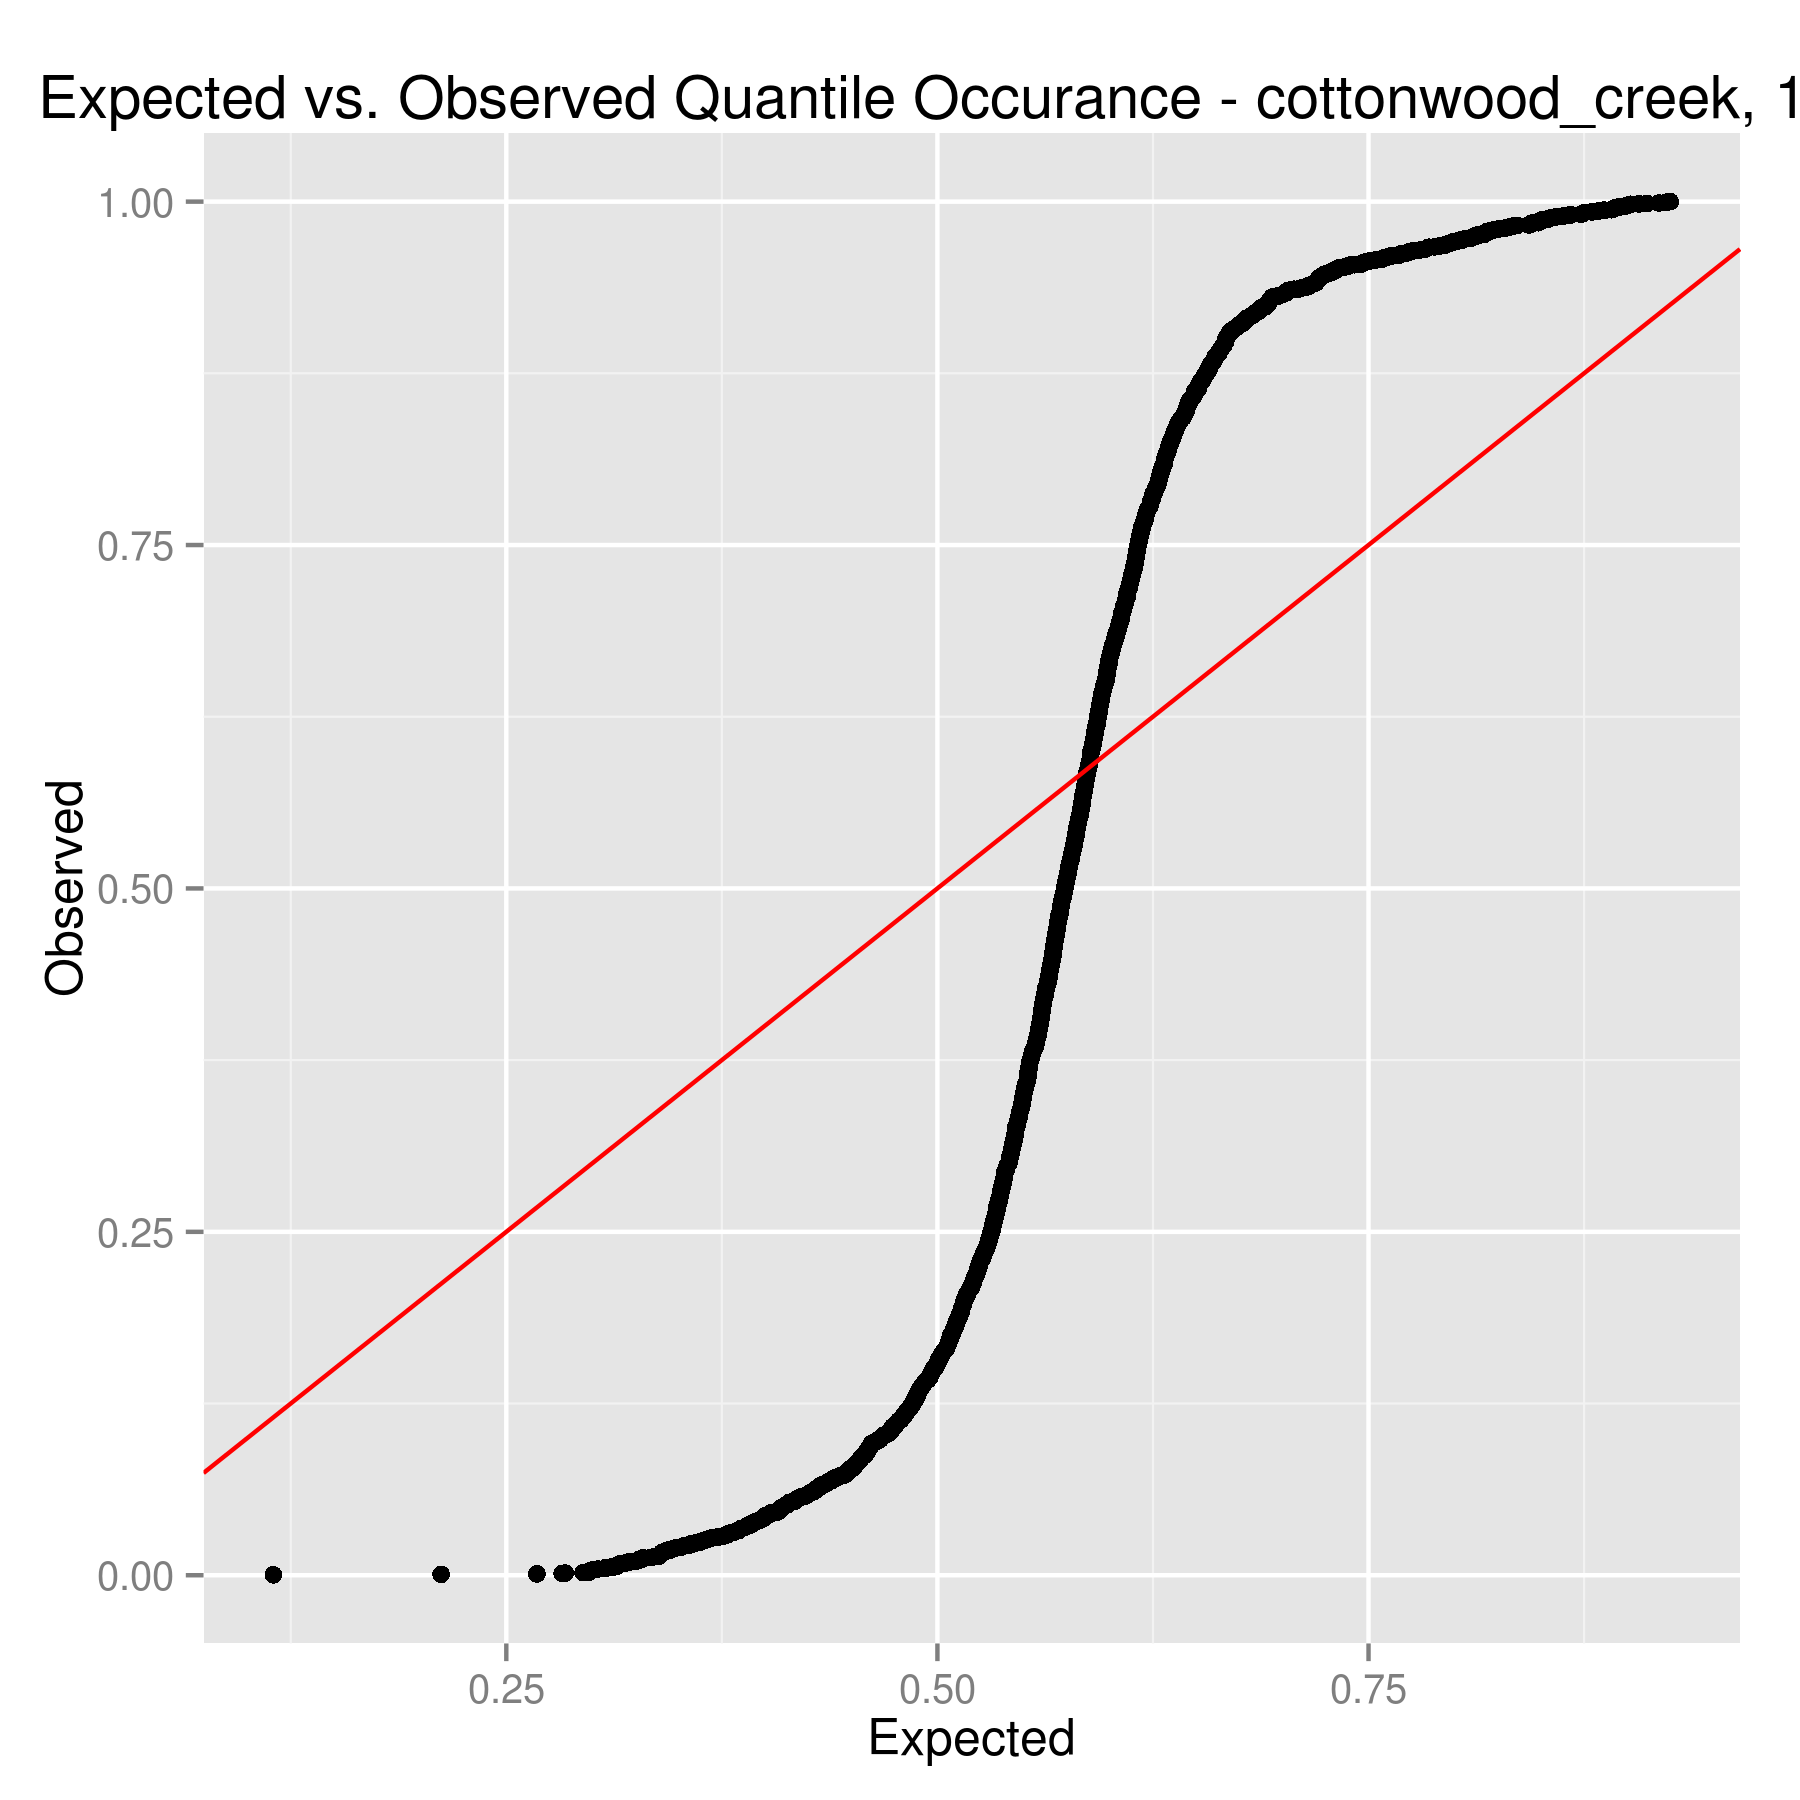 Expected vs. Observed Quantile Occurance - cottonwood_creek, 1
1.00
0.75
0.50
0.25
0.00
Observed
0.25 0.50 0.75
Expected